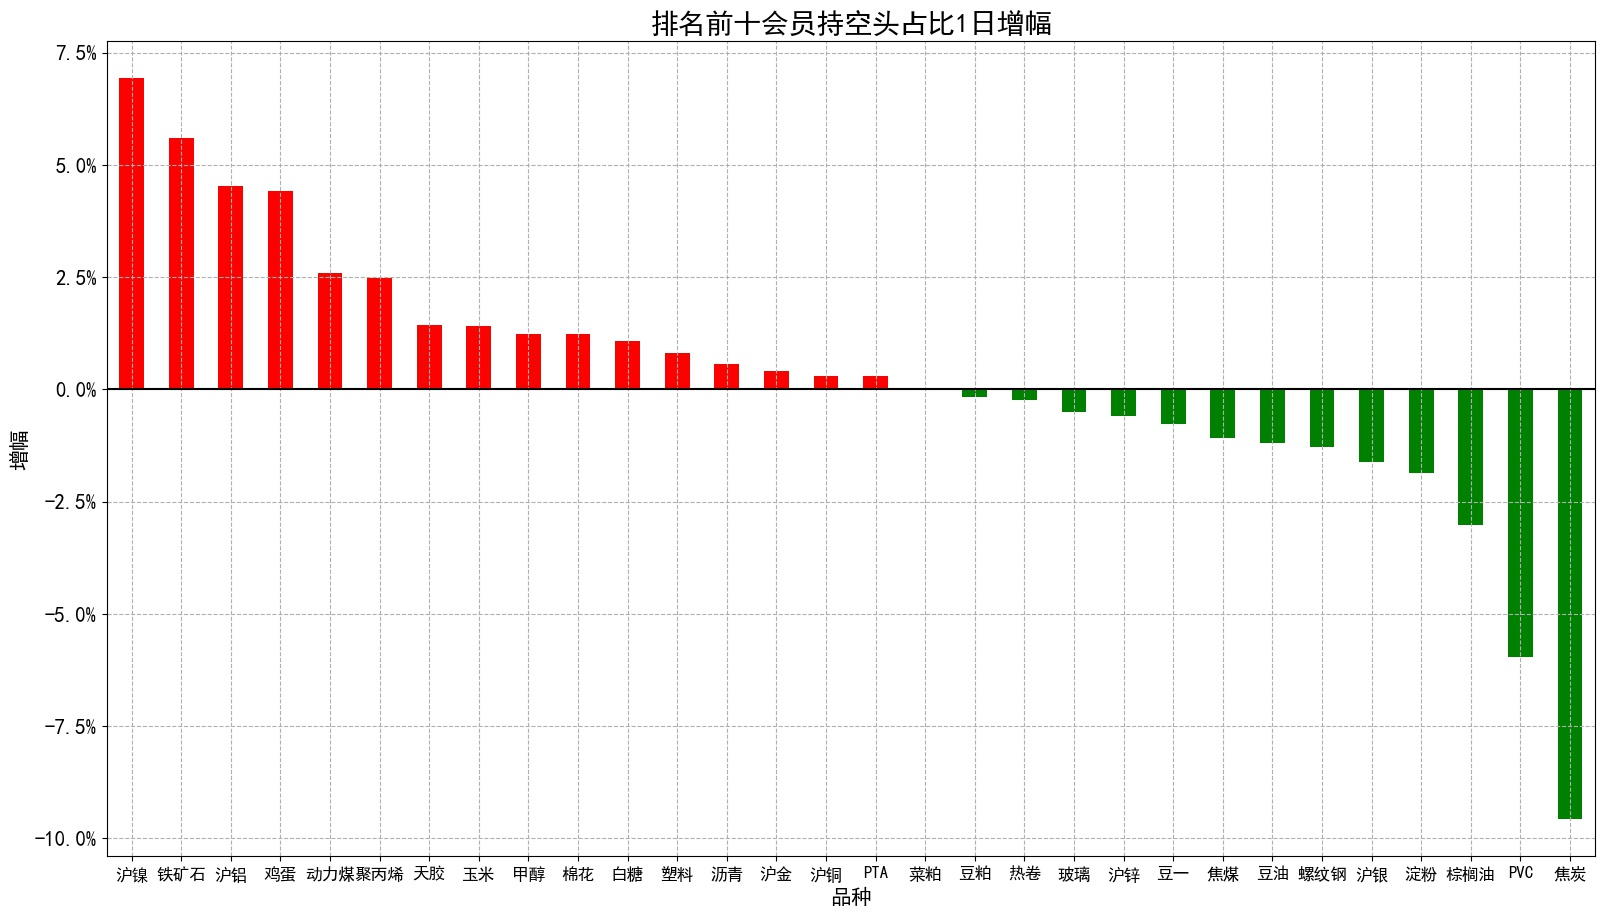 排名前十会员持空头占比1日增幅
7.5%
5.0%
2.5%
0.0%
−2.5%
−5.0%
−7.5%
−10.0%
增幅
沪镍 铁矿石 沪铝 鸡蛋 动力煤 聚丙烯 天胶 玉米 甲醇 棉花 白糖 塑料 沥青 沪金 沪铜 PTA 菜粕 豆粕 热卷 玻璃 沪锌 豆一 焦煤 豆油 螺纹钢 沪银 淀粉 棕榈油 PVC 焦炭
品种